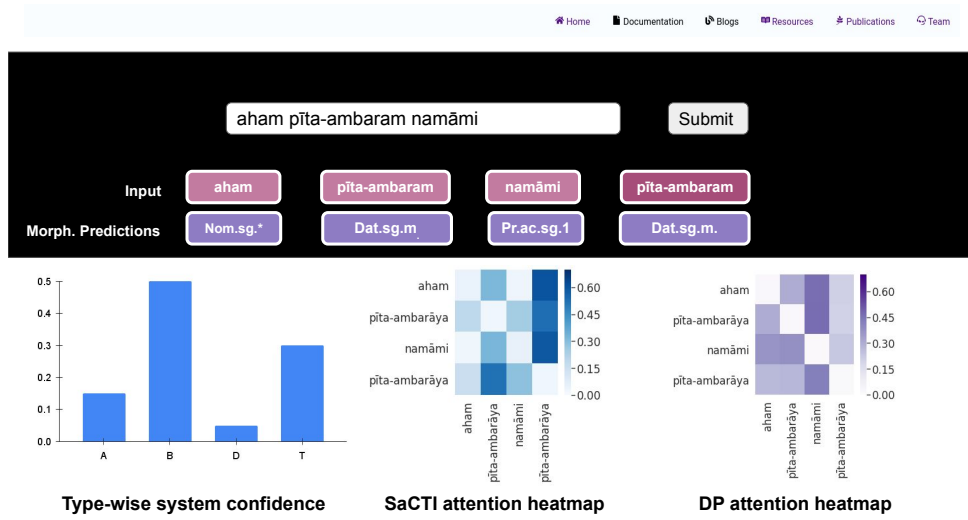 Home Documentation Blogs Resources Publications Team
aham pīta-ambaram namāmi Submit
Input aham pīta-ambaram namāmi pīta-ambaram
Morph. Predictions Nom.sg.* Dat.sg.m. Pr.ac.sg.1 Dat.sg.m.
0.5
0.4
0.3
0.2
0.1
0.0
A B D T
Type-wise system confidence
aham
pīta-ambarāya
namāmi
pīta-ambarāya
aham pīta-ambarāya namāmi pīta-ambarāya
0.60
0.45
0.30
0.15
0.00
SaCTI attention heatmap
aham
pīta-ambarāya
namāmi
pīta-ambarāya
aham pīta-ambarāya namāmi pīta-ambarāya
0.60
0.45
0.30
0.15
0.00
DP attention heatmap